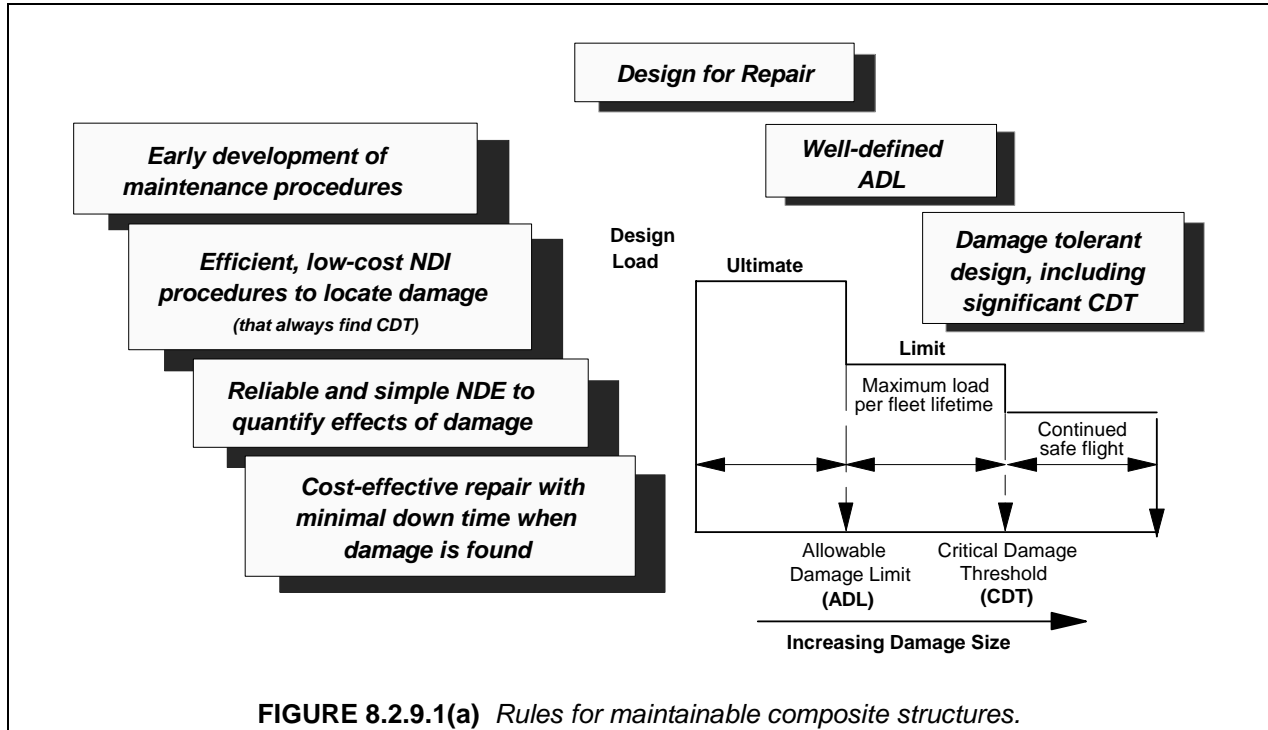 Design for Repair
Early development of
maintenance procedures
Well-defined
ADL
Efficient, low-cost NDI
procedures to locate damage
(that always find CDT)
Damage tolerant
design, including
significant CDT
Reliable and simple NDE to
quantify effects of damage
Cost-effective repair with
minimal down time when
damage is found
Design
Load
Ultimate
Limit
Maximum load
per fleet lifetime
Continued
safe flight
Allowable
Damage Limit
(ADL)
Critical Damage
Threshold
(CDT)
Increasing Damage Size
FIGURE 8.2.9.1(a) Rules for maintainable composite structures.